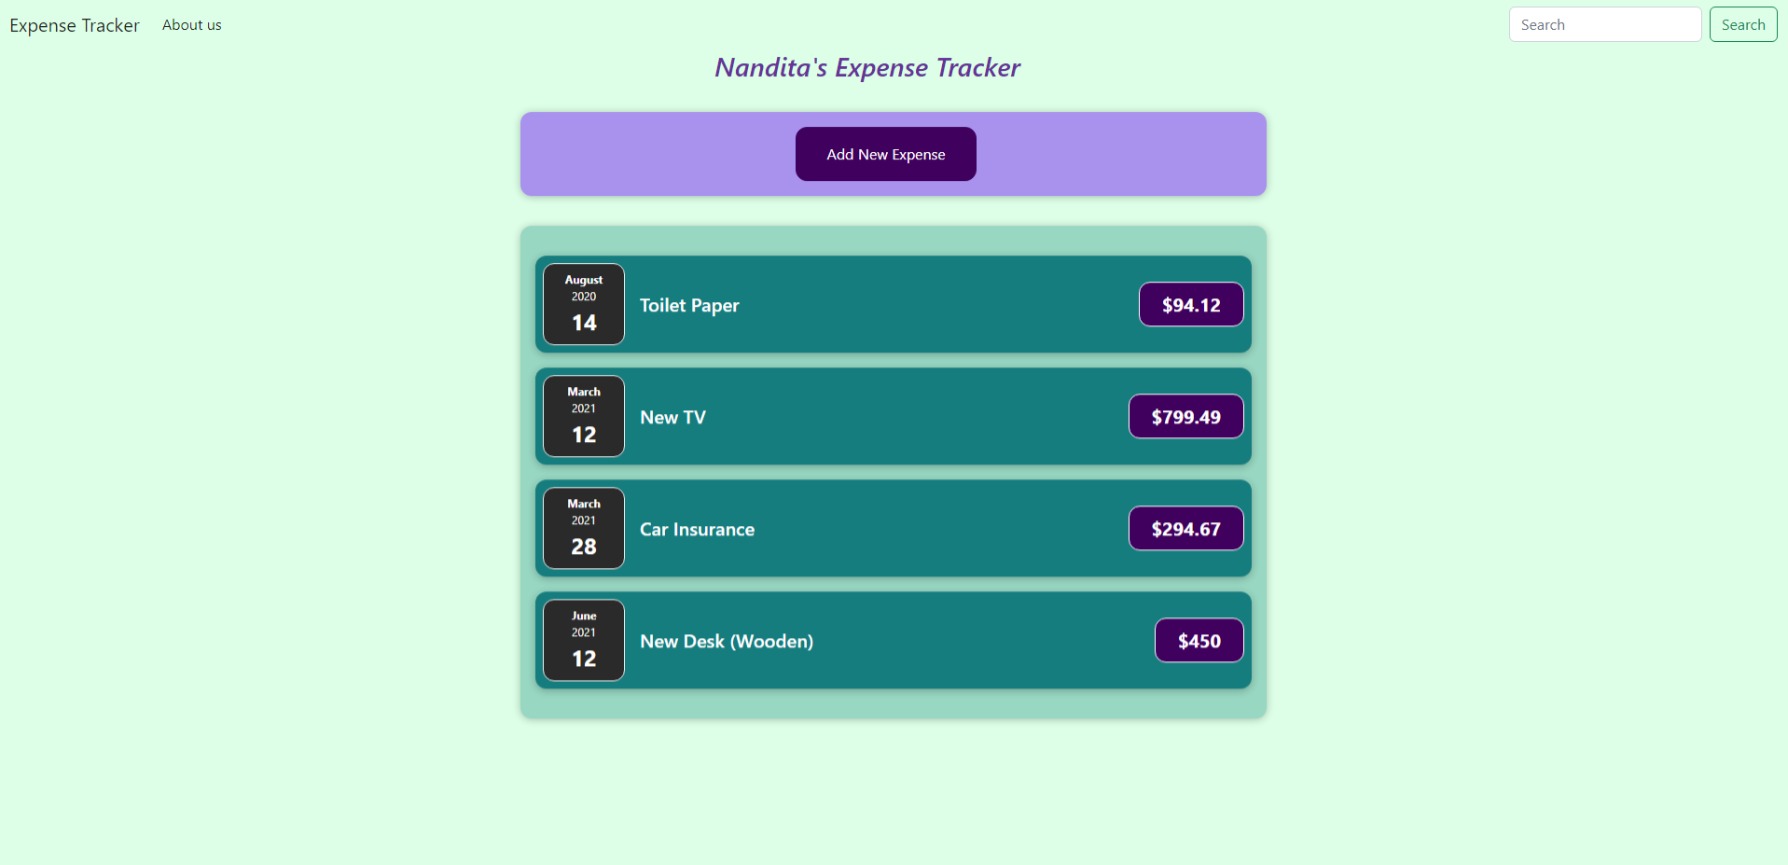 Expense Tracker About us Search Search
Nandita's Expense Tracker
Add New Expense
August
2020
14
Toilet Paper
$94.12
March
2021
12
New TV
$799.49
March
2021
28
Car Insurance
$294.67
June
2021
12
New Desk (Wooden)
$450